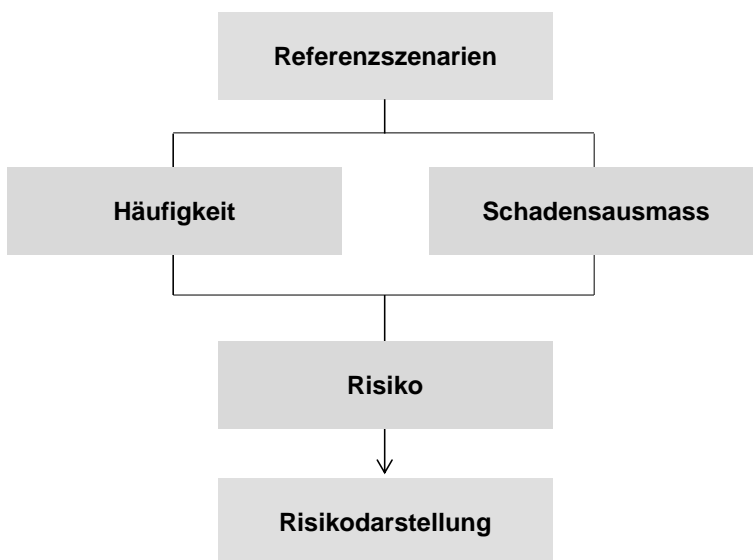 Referenzszenarien
Häufigkeit
Schadensausmass
Risiko
Risikodarstellung